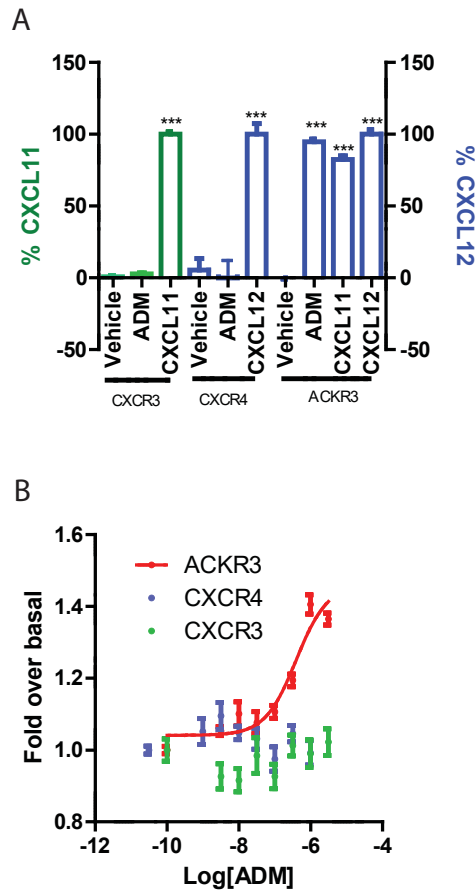 A
150
100
50
0
-50
% CXCL11
*** *** *** *** ***
150
100
50
0
-50
% CXCL12
Vehicle ADM CXCL11 Vehicle ADM CXCL12 Vehicle ADM CXCL11 CXCL12
CXCR3 CXCR4 ACKR3
B
1.6
1.4
1.2
1.0
0.8
Fold over basal
ACKR3
CXCR4
CXCR3
-12 -10 -8 -6 -4
Log[ADM]